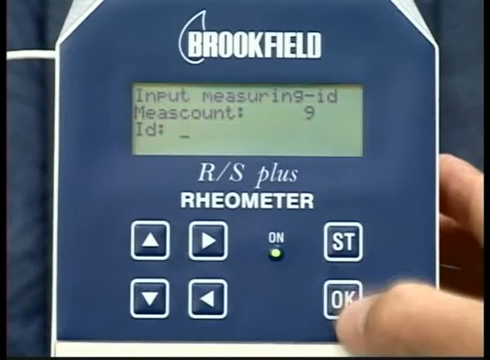 BROOKFIELD
Input measuring-id
Meascount: 9
Id: _
R/S plus
RHEOMETER
ON
ST
OK